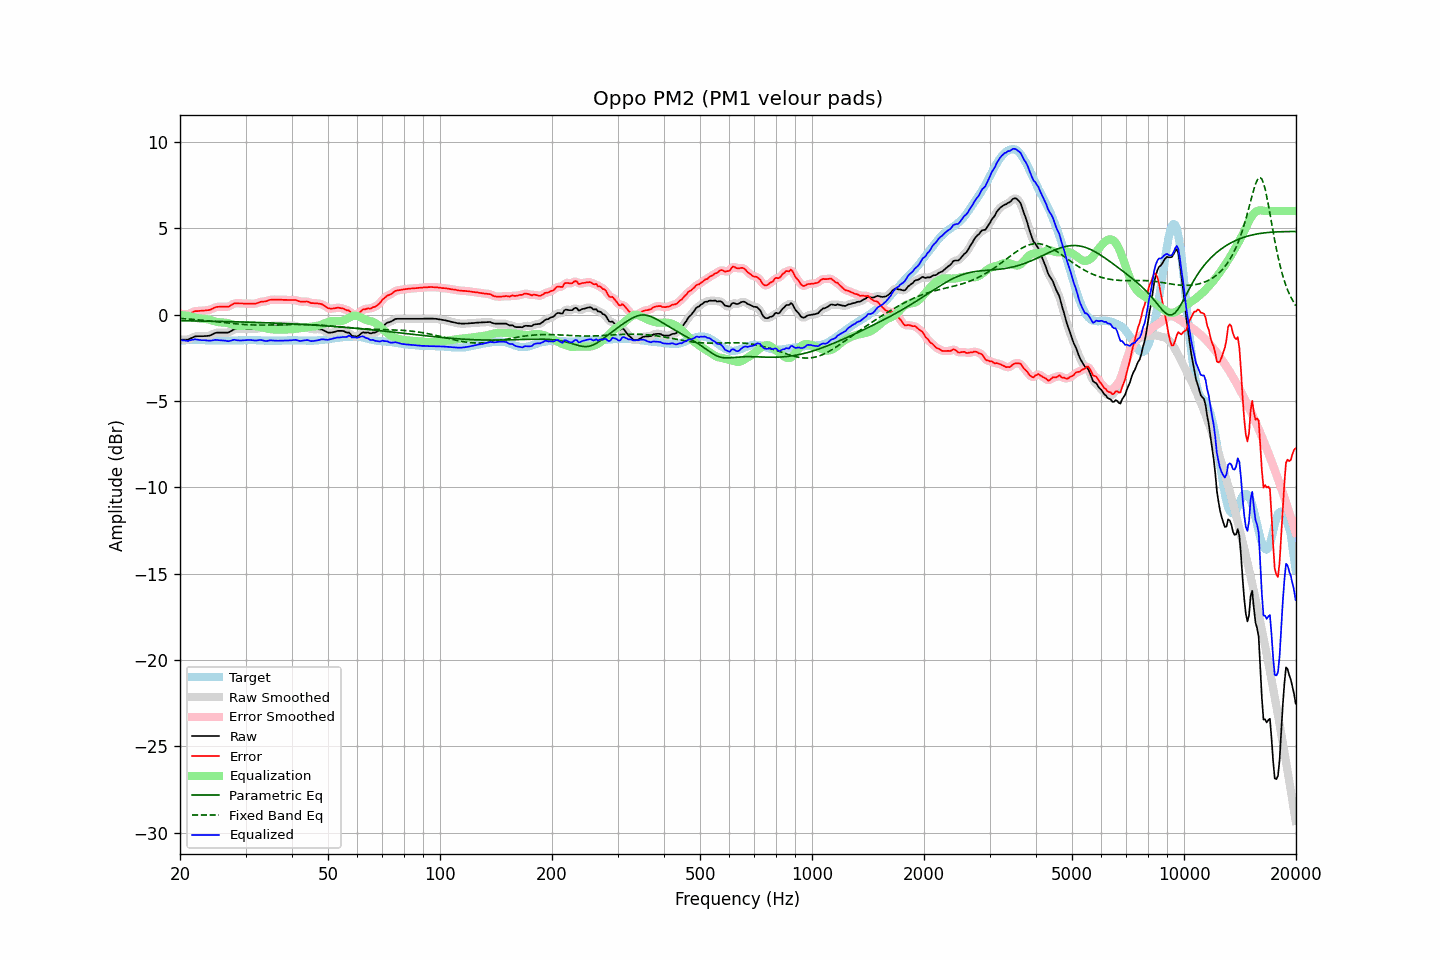 Oppo PM2 (PM1 velour pads)
Amplitude (dBr)
10
5
0
−5
−10
−15
−20
−25
−30
Target
Raw Smoothed
Error Smoothed
Raw
Error
Equalization
Parametric Eq
Fixed Band Eq
Equalized
20 50 100 200 500 1000 2000 5000 10000 20000
Frequency (Hz)